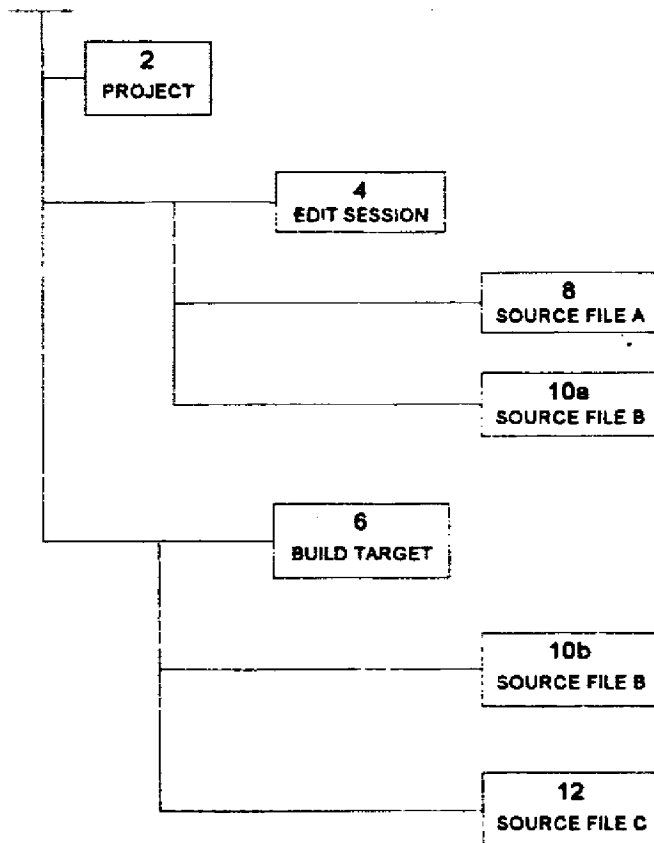 2
PROJECT
4
EDIT SESSION
8
SOURCE FILE A
10a
SOURCE FILE B
6
BUILD TARGET
10b
SOURCE FILE B
12
SOURCE FILE C